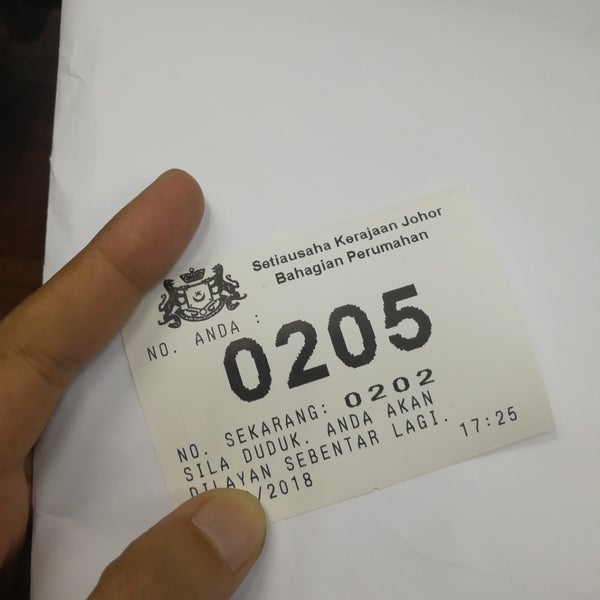 Setiausaha Kerajaan Johor
Bahagian Perumahan
NO. ANDA :
0205
NO. SEKARANG: 0202
SILA DUDUK. ANDA AKAN
DILAYAN SEBENTAR LAGI.
/2018 17:25